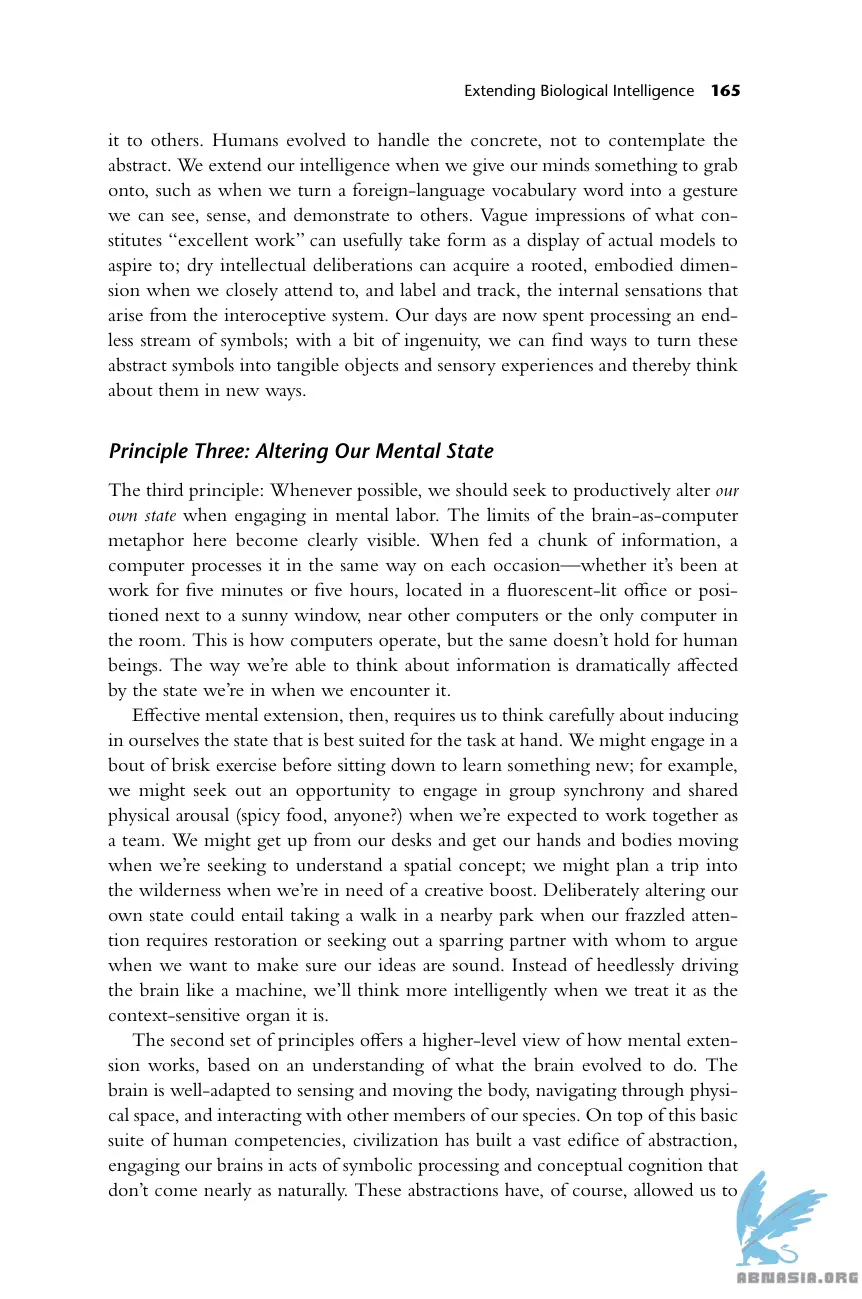 Extending Biological Intelligence 165
it to others. Humans evolved to handle the concrete, not to contemplate the
abstract. We extend our intelligence when we give our minds something to grab
onto, such as when we turn a foreign-language vocabulary word into a gesture
we can see, sense, and demonstrate to others. Vague impressions of what con-
stitutes “excellent work” can usefully take form as a display of actual models to
aspire to; dry intellectual deliberations can acquire a rooted, embodied dimen-
sion when we closely attend to, and label and track, the internal sensations that
arise from the interoceptive system. Our days are now spent processing an end-
less stream of symbols; with a bit of ingenuity, we can find ways to turn these
abstract symbols into tangible objects and sensory experiences and thereby think
about them in new ways.
Principle Three: Altering Our Mental State
The third principle: Whenever possible, we should seek to productively alter our
own state when engaging in mental labor. The limits of the brain-as-computer
metaphor here become clearly visible. When fed a chunk of information, a
computer processes it in the same way on each occasion—whether it’s been at
work for five minutes or five hours, located in a fluorescent-lit office or posi-
tioned next to a sunny window, near other computers or the only computer in
the room. This is how computers operate, but the same doesn’t hold for human
beings. The way we’re able to think about information is dramatically affected
by the state we’re in when we encounter it.
Effective mental extension, then, requires us to think carefully about inducing
in ourselves the state that is best suited for the task at hand. We might engage in a
bout of brisk exercise before sitting down to learn something new; for example,
we might seek out an opportunity to engage in group synchrony and shared
physical arousal (spicy food, anyone?) when we’re expected to work together as
a team. We might get up from our desks and get our hands and bodies moving
when we’re seeking to understand a spatial concept; we might plan a trip into
the wilderness when we’re in need of a creative boost. Deliberately altering our
own state could entail taking a walk in a nearby park when our frazzled atten-
tion requires restoration or seeking out a sparring partner with whom to argue
when we want to make sure our ideas are sound. Instead of heedlessly driving
the brain like a machine, we’ll think more intelligently when we treat it as the
context-sensitive organ it is.
The second set of principles offers a higher-level view of how mental exten-
sion works, based on an understanding of what the brain evolved to do. The
brain is well-adapted to sensing and moving the body, navigating through physi-
cal space, and interacting with other members of our species. On top of this basic
suite of human competencies, civilization has built a vast edifice of abstraction,
engaging our brains in acts of symbolic processing and conceptual cognition that
don’t come nearly as naturally. These abstractions have, of course, allowed us to
ABNASIA.ORG